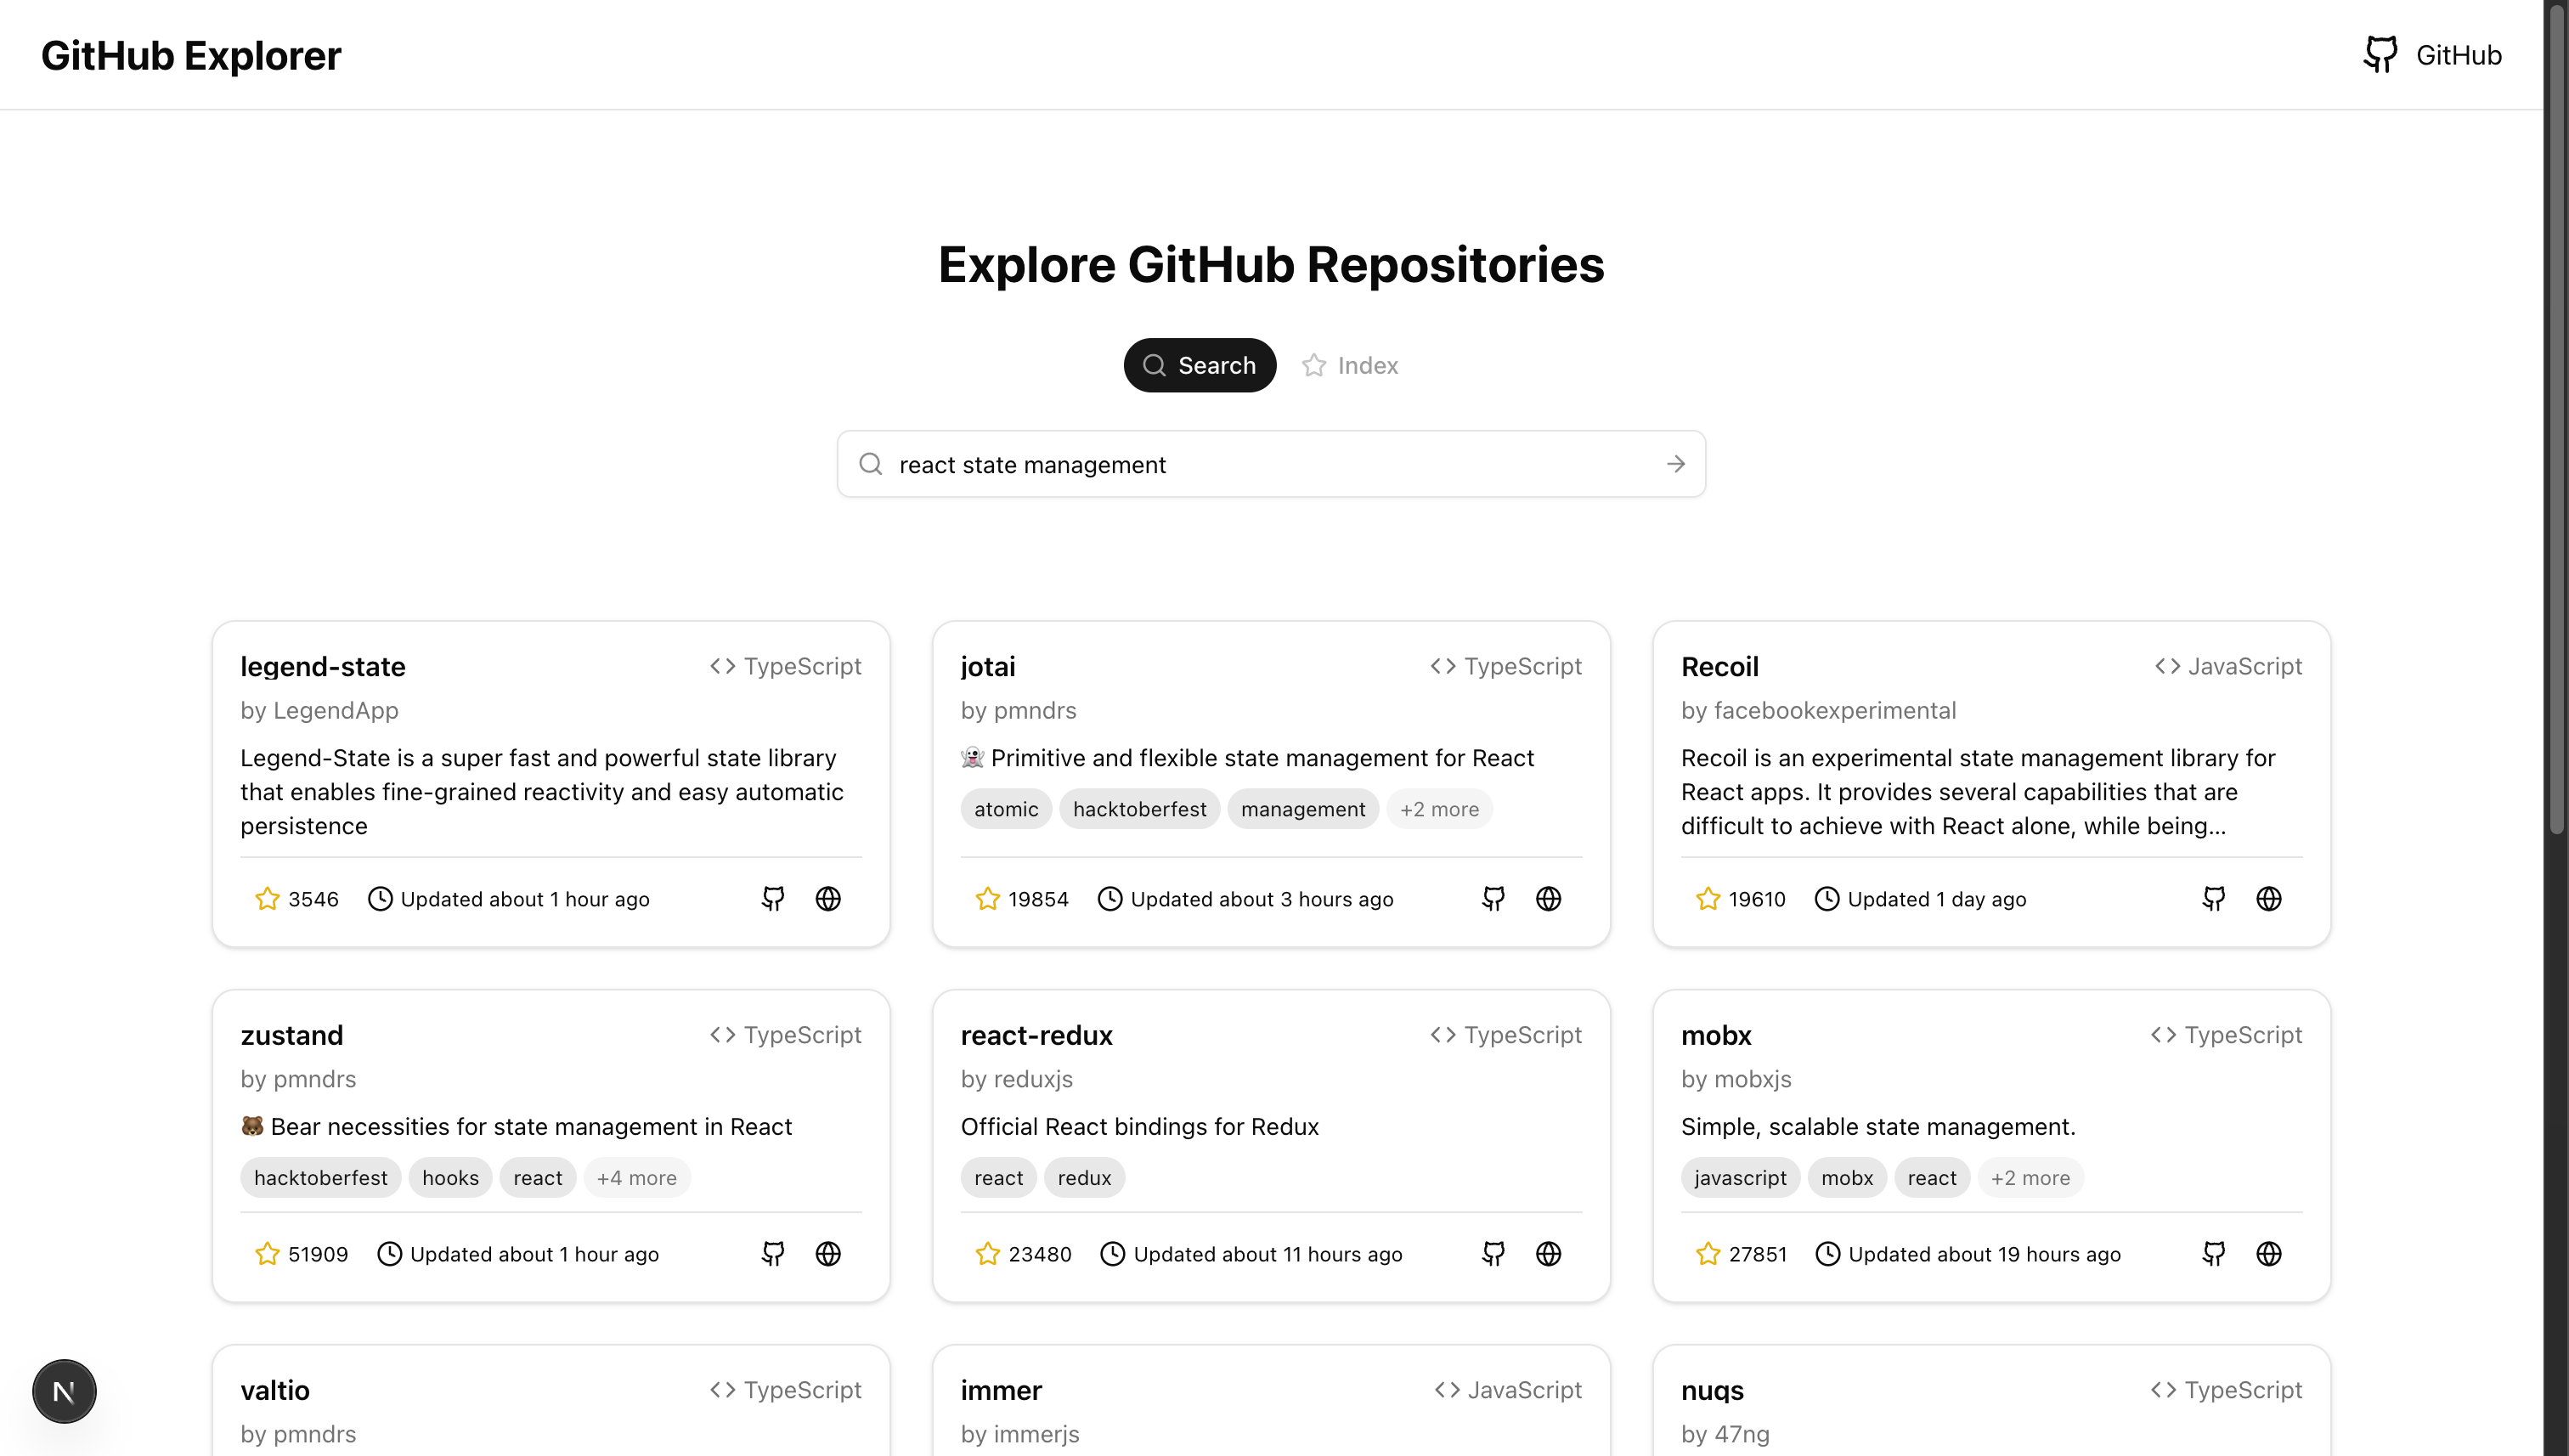 GitHub Explorer
GitHub
Explore GitHub Repositories
Search
Index
react state management
legend-state
TypeScript
by LegendApp
Legend-State is a super fast and powerful state library
that enables fine-grained reactivity and easy automatic
persistence
3546
Updated about 1 hour ago
jotai
TypeScript
by pmndrs
👻 Primitive and flexible state management for React
atomic
hacktoberfest
management
+2 more
19854
Updated about 3 hours ago
Recoil
JavaScript
by facebookexperimental
Recoil is an experimental state management library for
React apps. It provides several capabilities that are
difficult to achieve with React alone, while being...
19610
Updated 1 day ago
zustand
TypeScript
by pmndrs
🐻 Bear necessities for state management in React
hacktoberfest
hooks
react
+4 more
51909
Updated about 1 hour ago
react-redux
TypeScript
by reduxjs
Official React bindings for Redux
react
redux
23480
Updated about 11 hours ago
mobx
TypeScript
by mobxjs
Simple, scalable state management.
javascript
mobx
react
+2 more
27851
Updated about 19 hours ago
valtio
TypeScript
by pmndrs
immer
JavaScript
by immerjs
nuqs
TypeScript
by 47ng
N